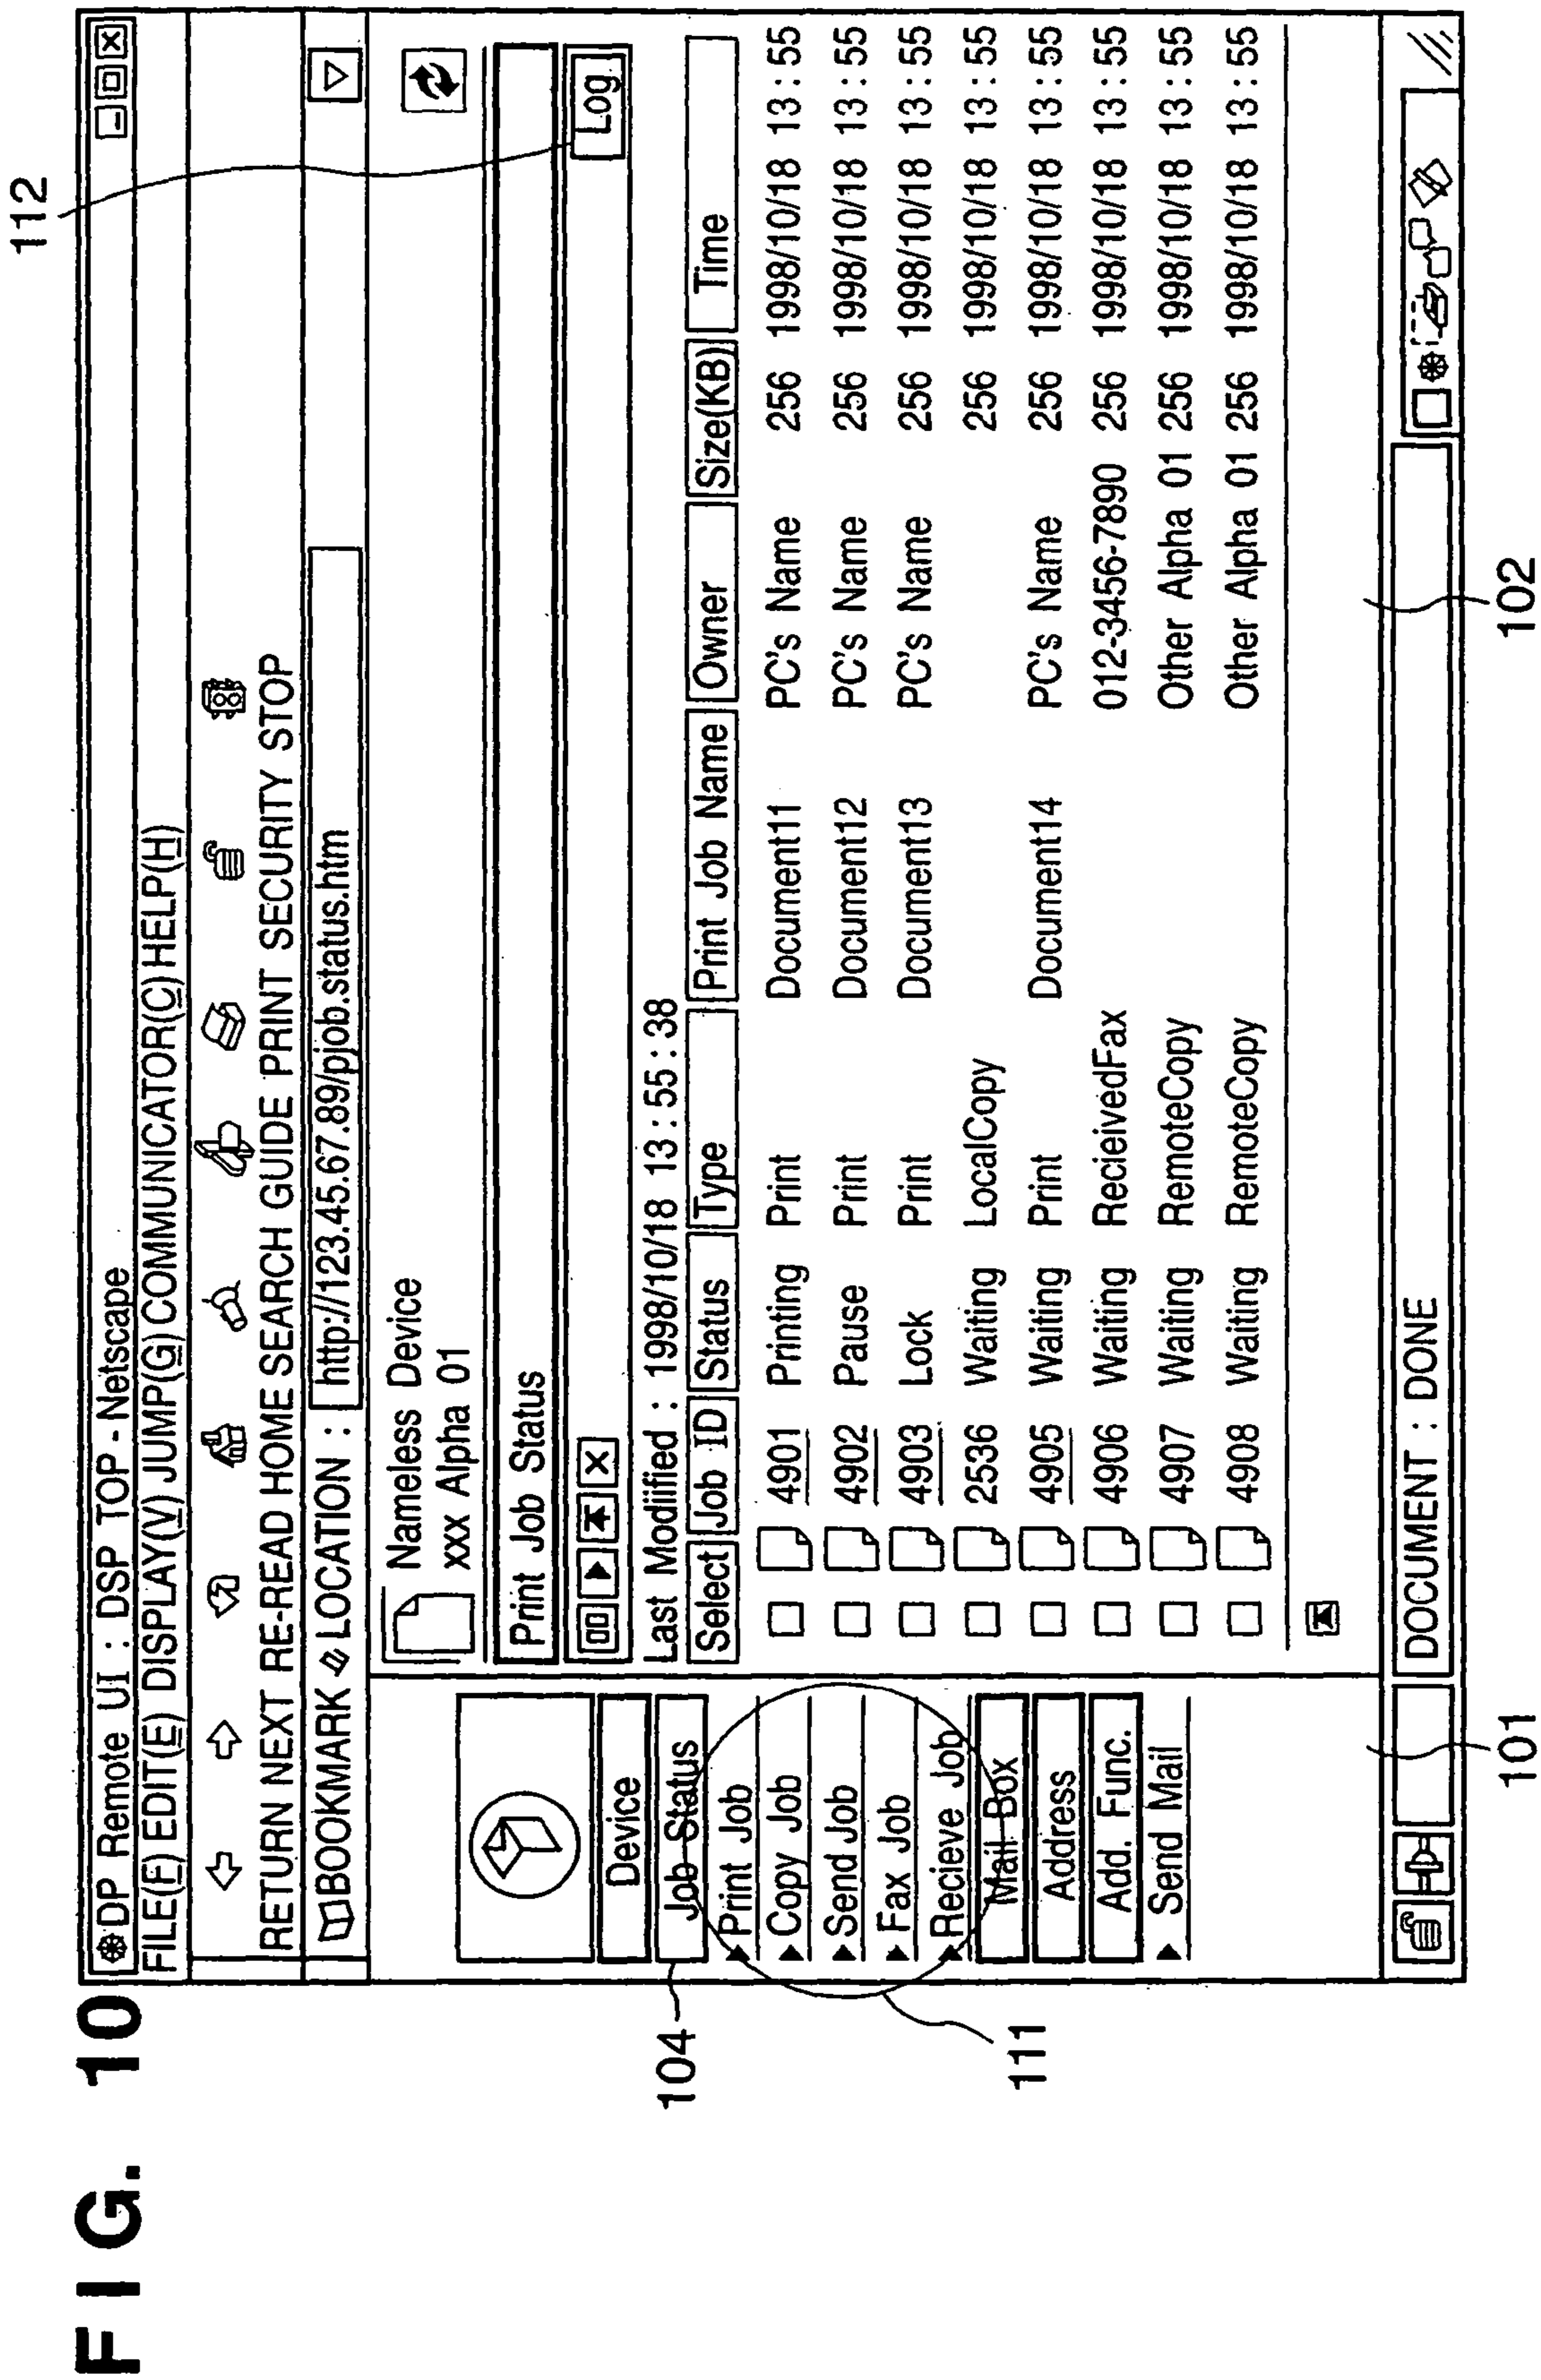 FIG. 10
112
DP Remote UI : DSP TOP - Netscape
FILE(F) EDIT(E) DISPLAY(V) JUMP(G) COMMUNICATOR(C) HELP(H)
RETURN NEXT RE-READ HOME SEARCH GUIDE PRINT SECURITY STOP
BOOKMARK LOCATION : http://123.45.67.89/pjob.status.htm
Nameless Device
xxx Alpha 01
Print Job Status
Log
Last Modiified : 1998/10/18 13 : 55 : 38
Select Job ID Status Type Print Job Name Owner Size(KB) Time
4901 Printing Print Document11 PC's Name 256 1998/10/18 13 : 55
4902 Pause Print Document12 PC's Name 256 1998/10/18 13 : 55
4903 Lock Print Document13 PC's Name 256 1998/10/18 13 : 55
2536 Waiting LocalCopy 256 1998/10/18 13 : 55
4905 Waiting Print Document14 PC's Name 256 1998/10/18 13 : 55
4906 Waiting RecieivedFax 012-3456-7890 256 1998/10/18 13 : 55
4907 Waiting RemoteCopy Other Alpha 01 256 1998/10/18 13 : 55
4908 Waiting RemoteCopy Other Alpha 01 256 1998/10/18 13 : 55
Device
104
Job Status
Print Job
Copy Job
Send Job
Fax Job
Recieve Job
111
Mail Box
Address
Add. Func.
Send Mail
DOCUMENT : DONE
101
102